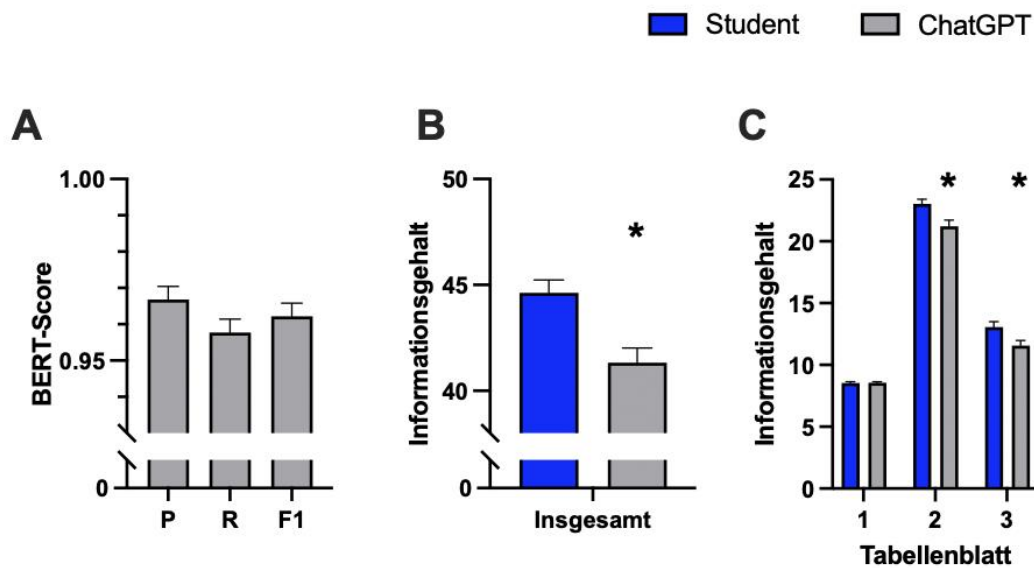 Student ChatGPT
A
BERT-Score
1.00
0.95
0
P R F1
B
Informationsgehalt
50
*
45
40
0
Insgesamt
C
Informationsgehalt
25
* *
20
15
10
5
0
1 2 3
Tabellenblatt